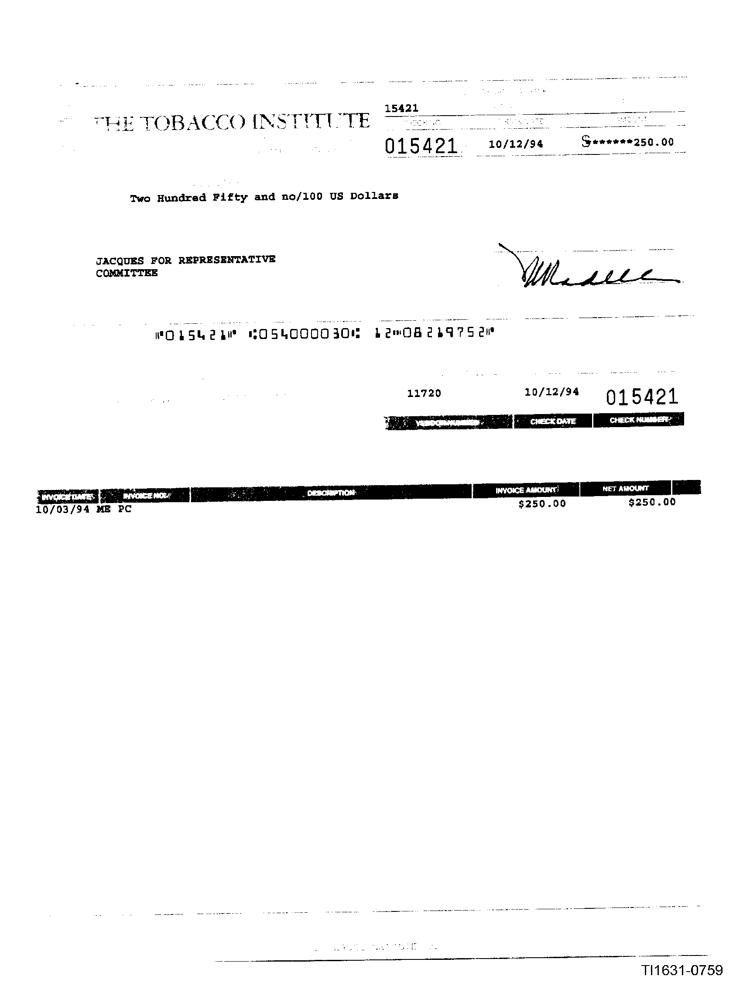 15421
THE TOBACCO INSTITUTE
015421 10/12/94 $******250.00
Two Hundred Fifty and no/100 US Dollars
JACQUES FOR REPRESENTATIVE
COMMITTEE
⑈015421⑈ ⑆054000030⑆ 12⑉08219752⑈
11720 10/12/94 015421
VENDOR NUMBER CHECK DATE CHECK NUMBER
INVOICE DATE INVOICE NO. DESCRIPTION INVOICE AMOUNT NET AMOUNT
10/03/94 ME PC $250.00 $250.00
TI1631-0759